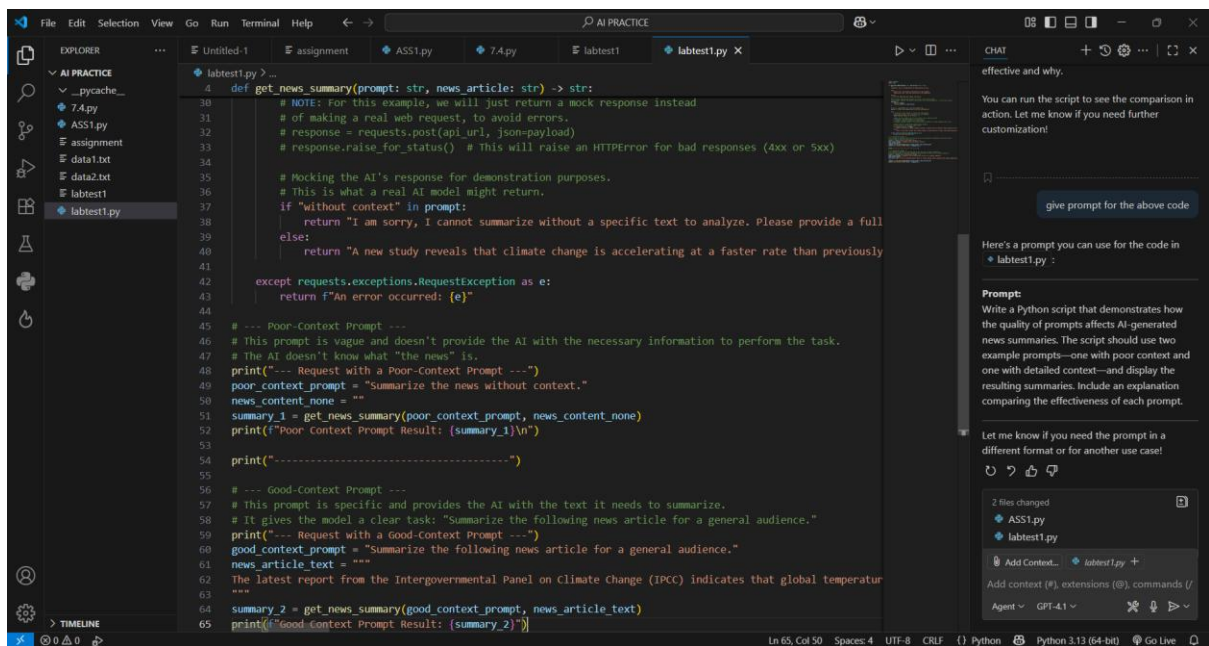 File Edit Selection View Go Run Terminal Help
AI PRACTICE
EXPLORER
AI PRACTICE
__pycache__
7.4.py
ASS1.py
assignment
data1.txt
data2.txt
labtest1
labtest1.py
TIMELINE
Untitled-1 assignment ASS1.py 7.4.py labtest1 labtest1.py
labtest1.py > ...
4 def get_news_summary(prompt: str, news_article: str) -> str:
30 # NOTE: For this example, we will just return a mock response instead
31 # of making a real web request, to avoid errors.
32 # response = requests.post(api_url, json=payload)
33 # response.raise_for_status() # This will raise an HTTPError for bad responses (4xx or 5xx)
34
35 # Mocking the AI's response for demonstration purposes.
36 # This is what a real AI model might return.
37 if "without context" in prompt:
38 return "I am sorry, I cannot summarize without a specific text to analyze. Please provide a full
39 else:
40 return "A new study reveals that climate change is accelerating at a faster rate than previously
41
42 except requests.exceptions.RequestException as e:
43 return f"An error occurred: {e}"
44
45 # --- Poor-Context Prompt ---
46 # This prompt is vague and doesn't provide the AI with the necessary information to perform the task.
47 # The AI doesn't know what "the news" is.
48 print("--- Request with a Poor-Context Prompt ---")
49 poor_context_prompt = "Summarize the news without context."
50 news_content_none = ""
51 summary_1 = get_news_summary(poor_context_prompt, news_content_none)
52 print(f"Poor Context Prompt Result: {summary_1}\n")
53
54 print("---------------------------------------")
55
56 # --- Good-Context Prompt ---
57 # This prompt is specific and provides the AI with the text it needs to summarize.
58 # It gives the model a clear task: "Summarize the following news article for a general audience."
59 print("--- Request with a Good-Context Prompt ---")
60 good_context_prompt = "Summarize the following news article for a general audience."
61 news_article_text = """
62 The latest report from the Intergovernmental Panel on Climate Change (IPCC) indicates that global temperatur
63 """
64 summary_2 = get_news_summary(good_context_prompt, news_article_text)
65 print(f"Good Context Prompt Result: {summary_2}")
CHAT
effective and why.
You can run the script to see the comparison in
action. Let me know if you need further
customization!
give prompt for the above code
Here's a prompt you can use for the code in
labtest1.py :
Prompt:
Write a Python script that demonstrates how
the quality of prompts affects AI-generated
news summaries. The script should use two
example prompts—one with poor context and
one with detailed context—and display the
resulting summaries. Include an explanation
comparing the effectiveness of each prompt.
Let me know if you need the prompt in a
different format or for another use case!
2 files changed
ASS1.py
labtest1.py
Add Context... labtest1.py +
Add context (#), extensions (@), commands (/
Agent GPT-4.1
0 0 0 Ln 65, Col 50 Spaces: 4 UTF-8 CRLF {} Python Python 3.13 (64-bit) Go Live